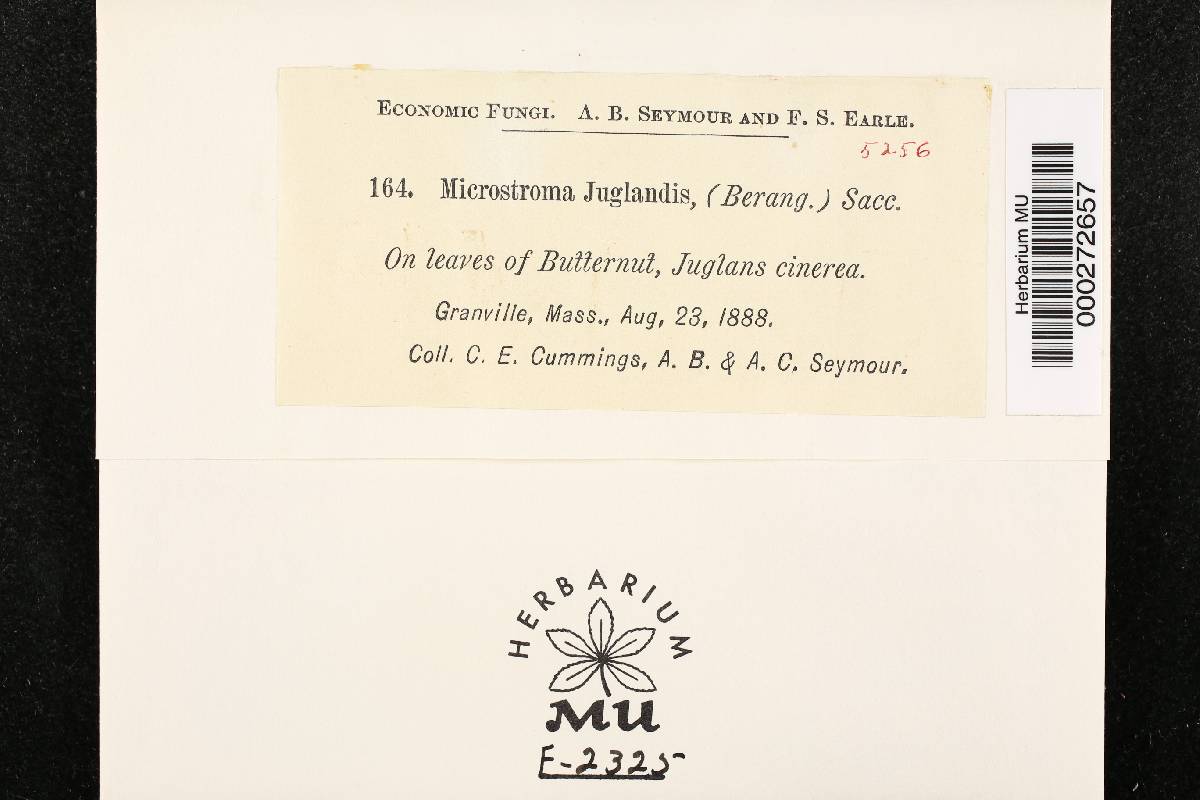 ECONOMIC FUNGI. A. B. SEYMOUR AND F. S. EARLE.
5256
164. Microstroma Juglandis, (Berang.) Sacc.
On leaves of Butternut, Juglans cinerea.
Granville, Mass., Aug, 23, 1888.
Coll. C. E. Cummings, A. B. & A. C. Seymour.
Herbarium MU
000272657
HERBARIUM
MU
F-2325